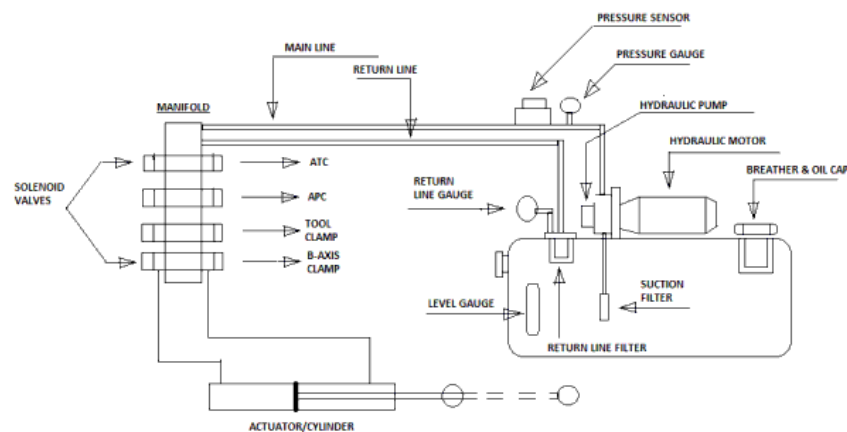 PRESSURE SENSOR
MAIN LINE
PRESSURE GAUGE
RETURN LINE
HYDRAULIC PUMP
MANIFOLD
HYDRAULIC MOTOR
ATC
BREATHER & OIL CAP
SOLENOID
VALVES
RETURN
LINE GAUGE
APC
TOOL
CLAMP
B-AXIS
CLAMP
SUCTION
FILTER
LEVEL GAUGE
RETURN LINE FILTER
ACTUATOR/CYLINDER